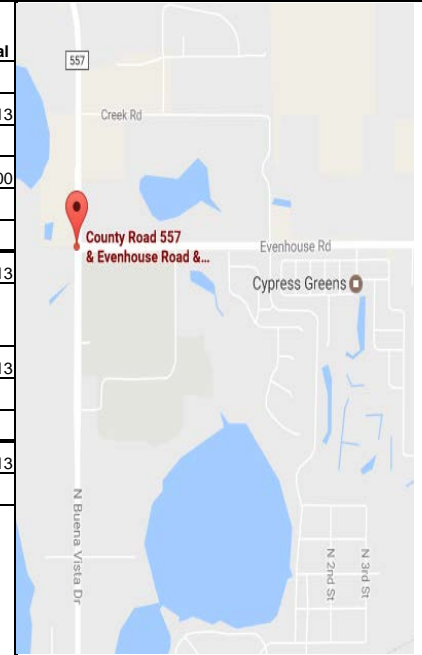 al
13
00
13
13
13
557
Creek Rd
County Road 557
& Evenhouse Road &...
Evenhouse Rd
Cypress Greens
N Buena Vista Dr
N 2nd St
N 3rd St